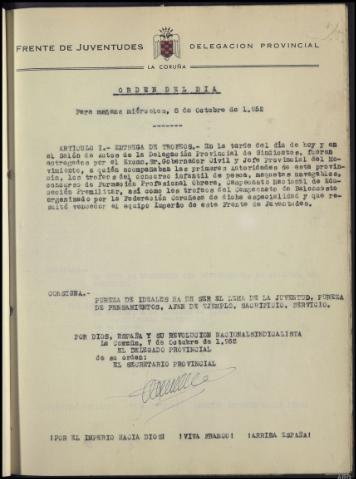 FRENTE DE JUVENTUDES DELEGACION PROVINCIAL
LA CORUÑA
ORDEN DEL DIA
Para mañana miércoles, 8 de Octubre de 1.952
ARTICULO I.- ENTREGA DE TROFEOS.- En la tarde del día de hoy y en
el Salón de Actos de la Delegación Provincial de Sindicatos, fueron
entregados por el Excmo. Sr. Gobernador Civil y Jefe Provincial del Mo-
vimiento, a quién acompañaban las primeras Autoridades de esta provin-
cia, los trofeos del concurso infantil de pesca, maquetas navegables,
concurso de Formación Profesional Obrera, Campeonato Nacional de Edu-
cación Premilitar, así como los trofeos del Campeonato de Baloncesto
organizado por la Federación Coruñesa de dicha especialidad y que re-
sultó vencedor el equipo Imperio de este Frente de Juventudes.
CONSIGNA.-
PUREZA DE IDEALES HA DE SER EL LEMA DE LA JUVENTUD. PUREZA
DE PENSAMIENTOS, AFAN DE EJEMPLO, SACRIFICIO, SERVICIO.
POR DIOS, ESPAÑA Y SU REVOLUCION NACIONALSINDICALISTA
La Coruña, 7 de Octubre de 1.952
EL DELEGADO PROVINCIAL
de su orden:
EL SECRETARIO PROVINCIAL
¡POR EL IMPERIO HACIA DIOS! ¡VIVA FRANCO! ¡ARRIBA ESPAÑA!